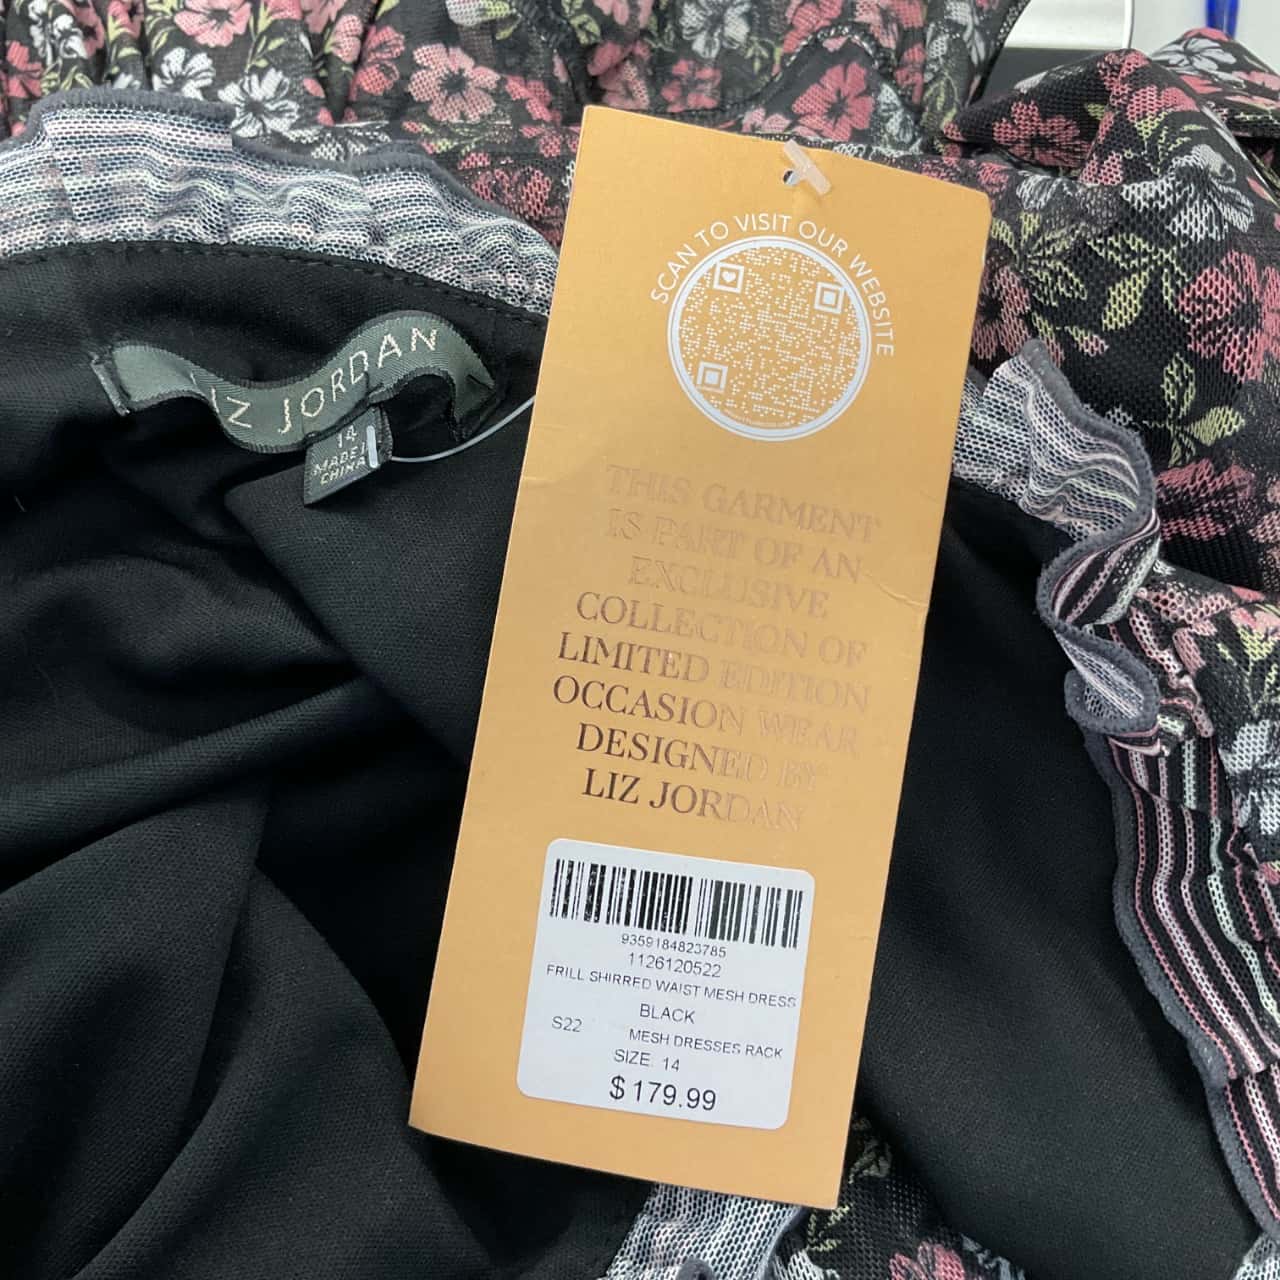 SCAN TO VISIT OUR WEBSITE
LIZ JORDAN
14
MADE I
CHINA
THIS GARMENT
IS PART OF AN
EXCLUSIVE
COLLECTION OF
LIMITED EDITION
OCCASION WEAR
DESIGNED BY
LIZ JORDAN
9359184823785
1126120522
FRILL SHIRRED WAIST MESH DRESS
BLACK
S22 MESH DRESSES RACK
SIZE: 14
$179.99